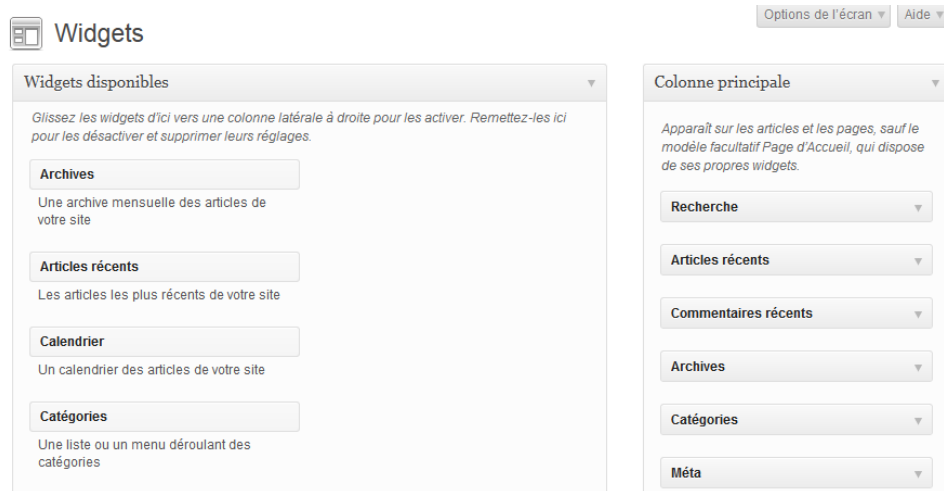 Options de l'écran
Aide
Widgets
Widgets disponibles
Glissez les widgets d'ici vers une colonne latérale à droite pour les activer. Remettez-les ici
pour les désactiver et supprimer leurs réglages.
Archives
Une archive mensuelle des articles de
votre site
Articles récents
Les articles les plus récents de votre site
Calendrier
Un calendrier des articles de votre site
Catégories
Une liste ou un menu déroulant des
catégories
Colonne principale
Apparaît sur les articles et les pages, sauf le
modèle facultatif Page d'Accueil, qui dispose
de ses propres widgets.
Recherche
Articles récents
Commentaires récents
Archives
Catégories
Méta